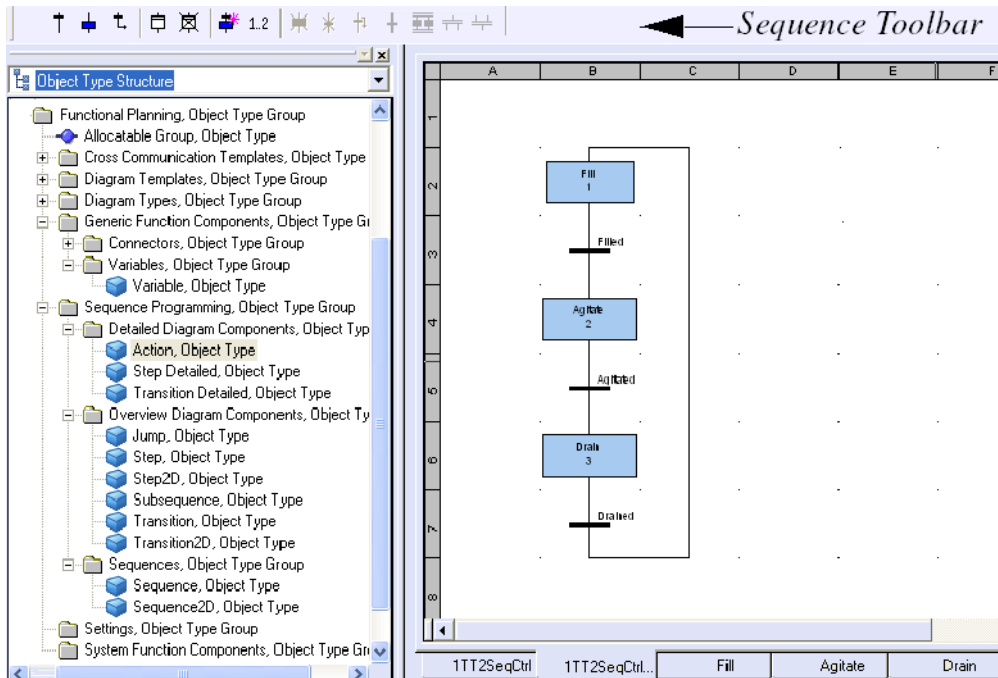 1..2
Sequence Toolbar
Object Type Structure
Functional Planning, Object Type Group
Allocatable Group, Object Type
Cross Communication Templates, Object Type
Diagram Templates, Object Type Group
Diagram Types, Object Type Group
Generic Function Components, Object Type Gr
Connectors, Object Type Group
Variables, Object Type Group
Variable, Object Type
Sequence Programming, Object Type Group
Detailed Diagram Components, Object Typ
Action, Object Type
Step Detailed, Object Type
Transition Detailed, Object Type
Overview Diagram Components, Object Ty
Jump, Object Type
Step, Object Type
Step2D, Object Type
Subsequence, Object Type
Transition, Object Type
Transition2D, Object Type
Sequences, Object Type Group
Sequence, Object Type
Sequence2D, Object Type
Settings, Object Type Group
System Function Components, Object Type Gr
A B C D E F
1
2
3
4
5
6
7
8
Fill
1
Filled
Agitate
2
Agitated
Drain
3
Drained
1TT2SeqCtrl 1TT2SeqCtrl... Fill Agitate Drain